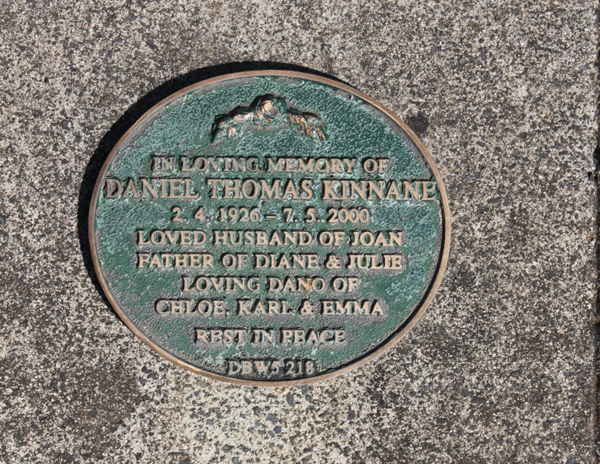 IN LOVING MEMORY OF
DANIEL THOMAS KINNANE
2. 4. 1926 – 7. 5. 2000
LOVED HUSBAND OF JOAN
FATHER OF DIANE & JULIE
LOVING DANO OF
CHLOE, KARL & EMMA
REST IN PEACE
DBW5 218